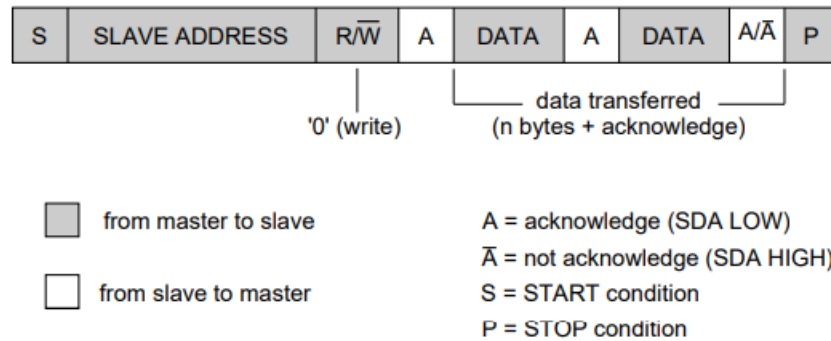 S SLAVE ADDRESS R/W̅ A DATA A DATA A/A̅ P
data transferred
'0' (write) (n bytes + acknowledge)
from master to slave A = acknowledge (SDA LOW)
A̅ = not acknowledge (SDA HIGH)
from slave to master S = START condition
P = STOP condition